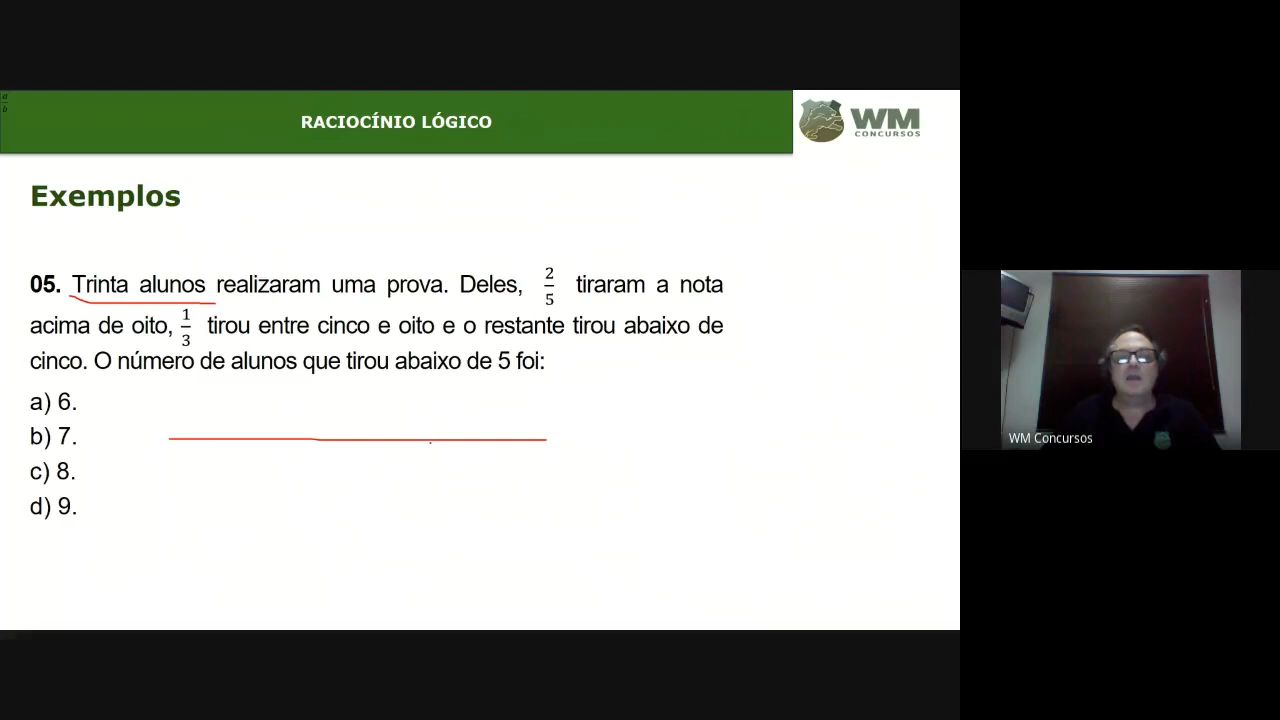 a
b
RACIOCÍNIO LÓGICO
WM
CONCURSOS
Exemplos
05. Trinta alunos realizaram uma prova. Deles, 2/5 tiraram a nota
acima de oito, 1/3 tirou entre cinco e oito e o restante tirou abaixo de
cinco. O número de alunos que tirou abaixo de 5 foi:
a) 6.
b) 7.
c) 8.
d) 9.
WM Concursos